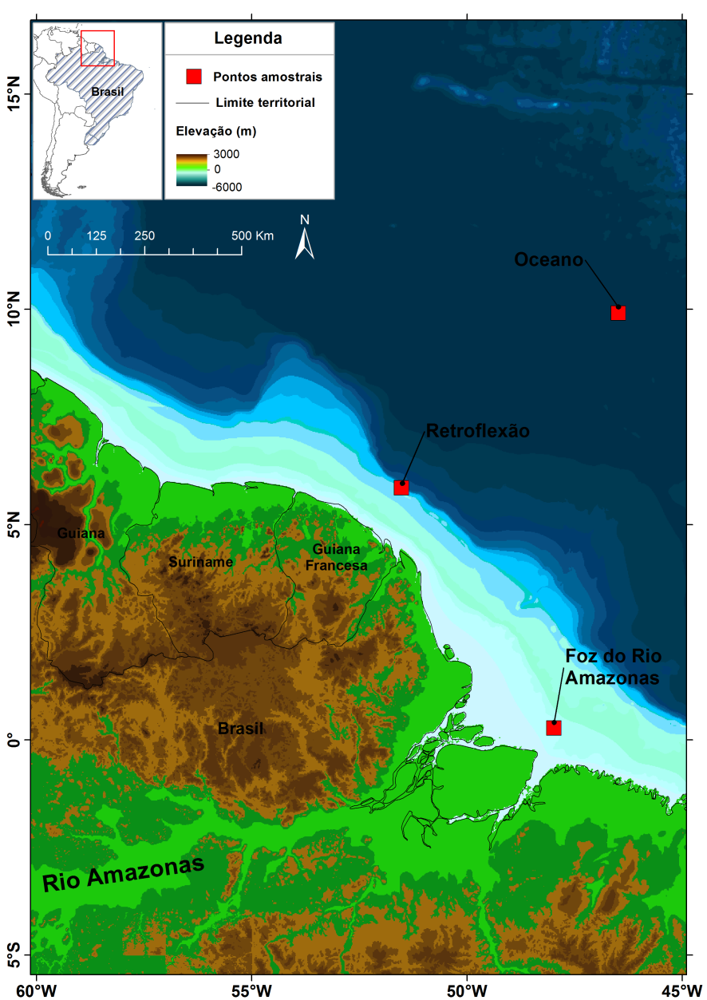 Brasil
Legenda
Pontos amostrais
Limite territorial
Elevação (m)
3000
0
-6000
0 125 250 500 Km
N
Oceano
Retroflexão
Guiana
Suriname
Guiana
Francesa
Foz do Rio
Amazonas
Brasil
Rio Amazonas
15°N
10°N
5°N
0°
5°S
60°W 55°W 50°W 45°W